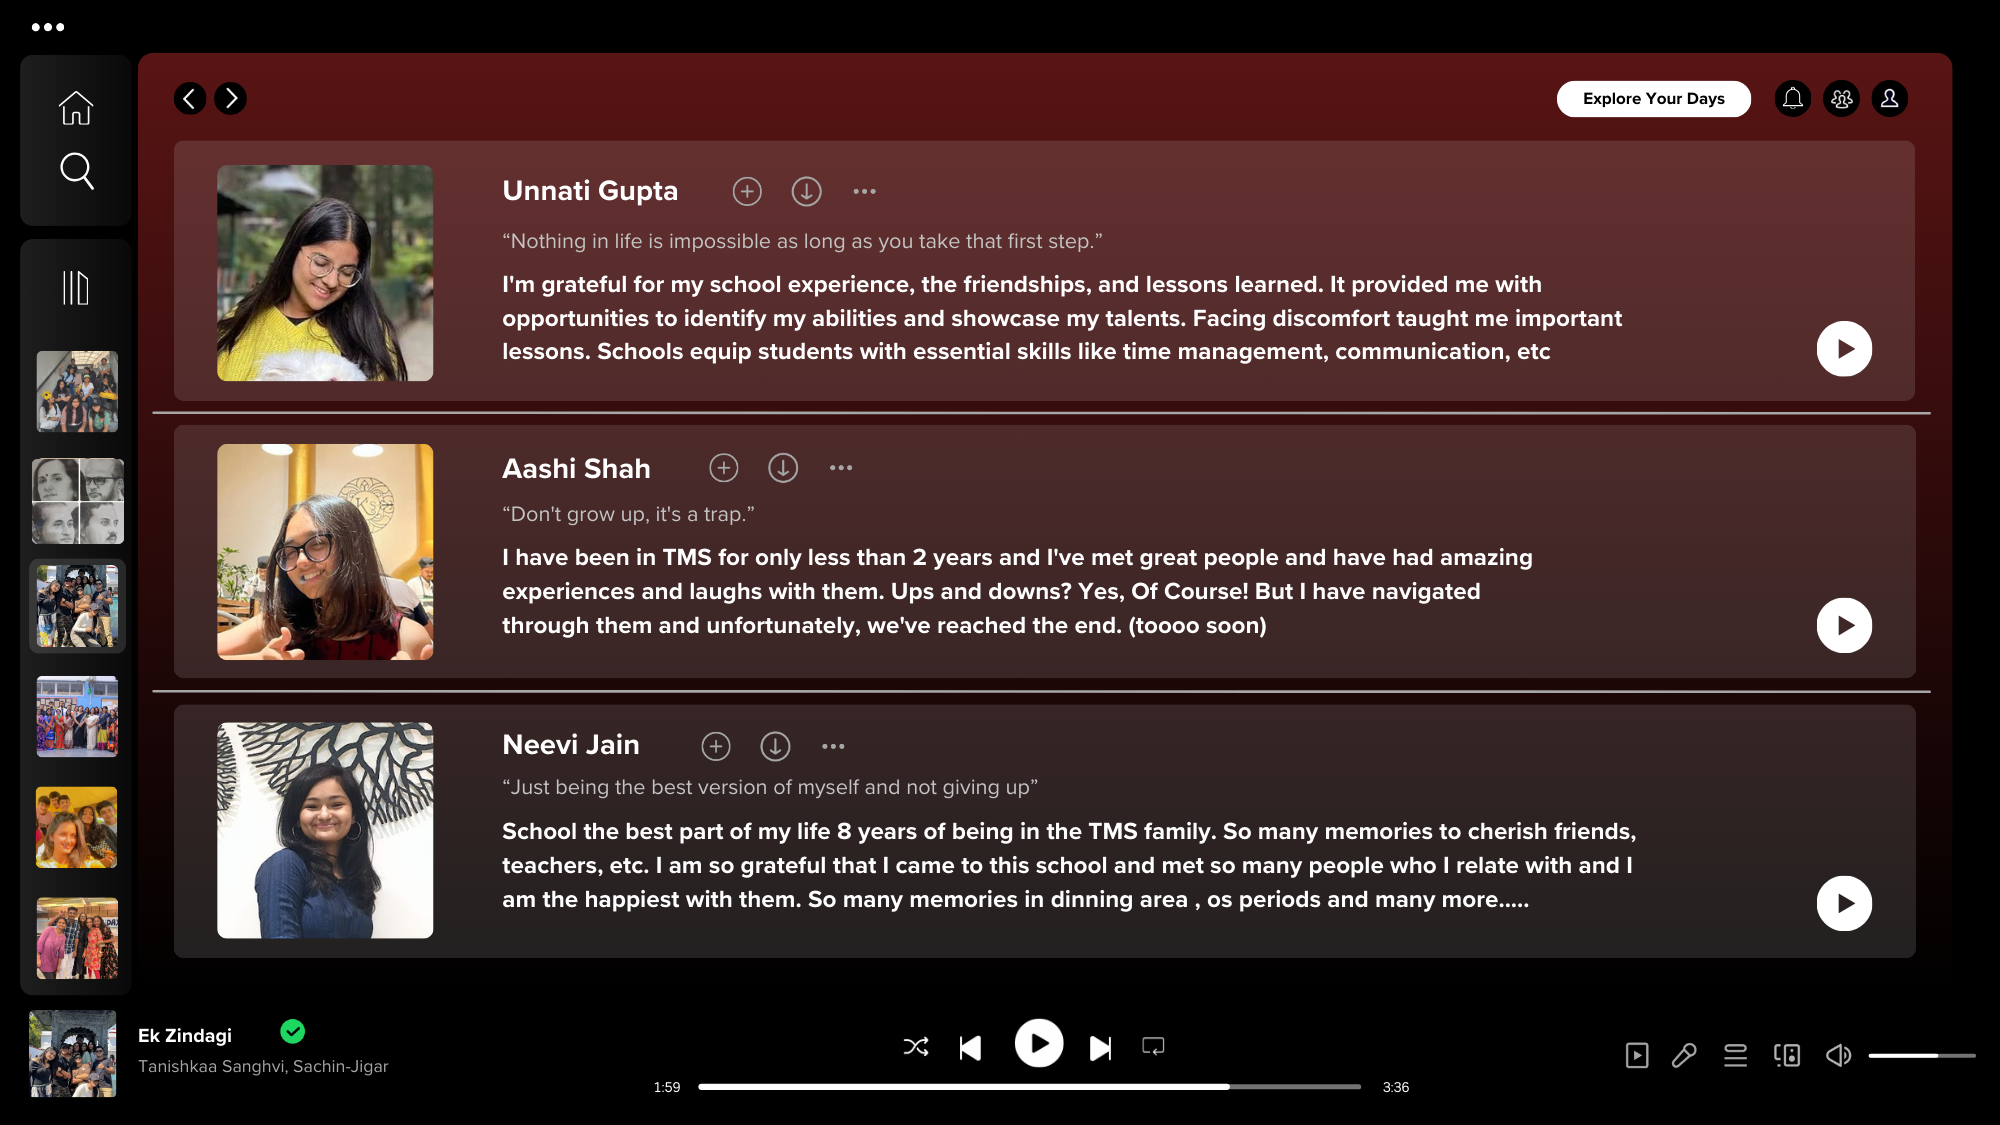 Explore Your Days
Unnati Gupta
“Nothing in life is impossible as long as you take that first step.”
I'm grateful for my school experience, the friendships, and lessons learned. It provided me with
opportunities to identify my abilities and showcase my talents. Facing discomfort taught me important
lessons. Schools equip students with essential skills like time management, communication, etc
Aashi Shah
“Don't grow up, it's a trap.”
I have been in TMS for only less than 2 years and I've met great people and have had amazing
experiences and laughs with them. Ups and downs? Yes, Of Course! But I have navigated
through them and unfortunately, we've reached the end. (toooo soon)
Neevi Jain
“Just being the best version of myself and not giving up”
School the best part of my life 8 years of being in the TMS family. So many memories to cherish friends,
teachers, etc. I am so grateful that I came to this school and met so many people who I relate with and I
am the happiest with them. So many memories in dinning area , os periods and many more.....
Ek Zindagi
Tanishkaa Sanghvi, Sachin-Jigar
1:59
3:36